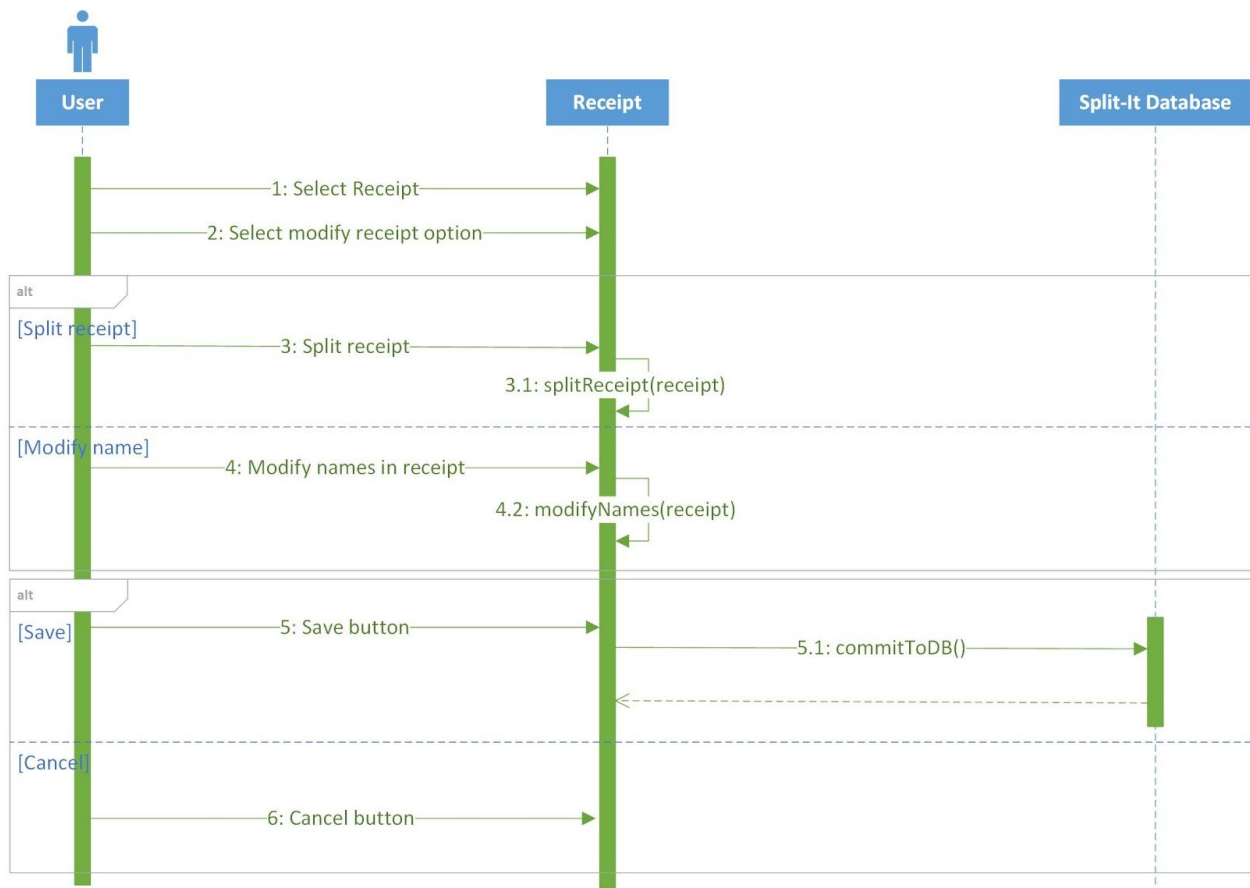 User
Receipt
Split-It Database
1: Select Receipt
2: Select modify receipt option
alt
[Split receipt]
3: Split receipt
3.1: splitReceipt(receipt)
[Modify name]
4: Modify names in receipt
4.2: modifyNames(receipt)
alt
[Save]
5: Save button
5.1: commitToDB()
[Cancel]
6: Cancel button